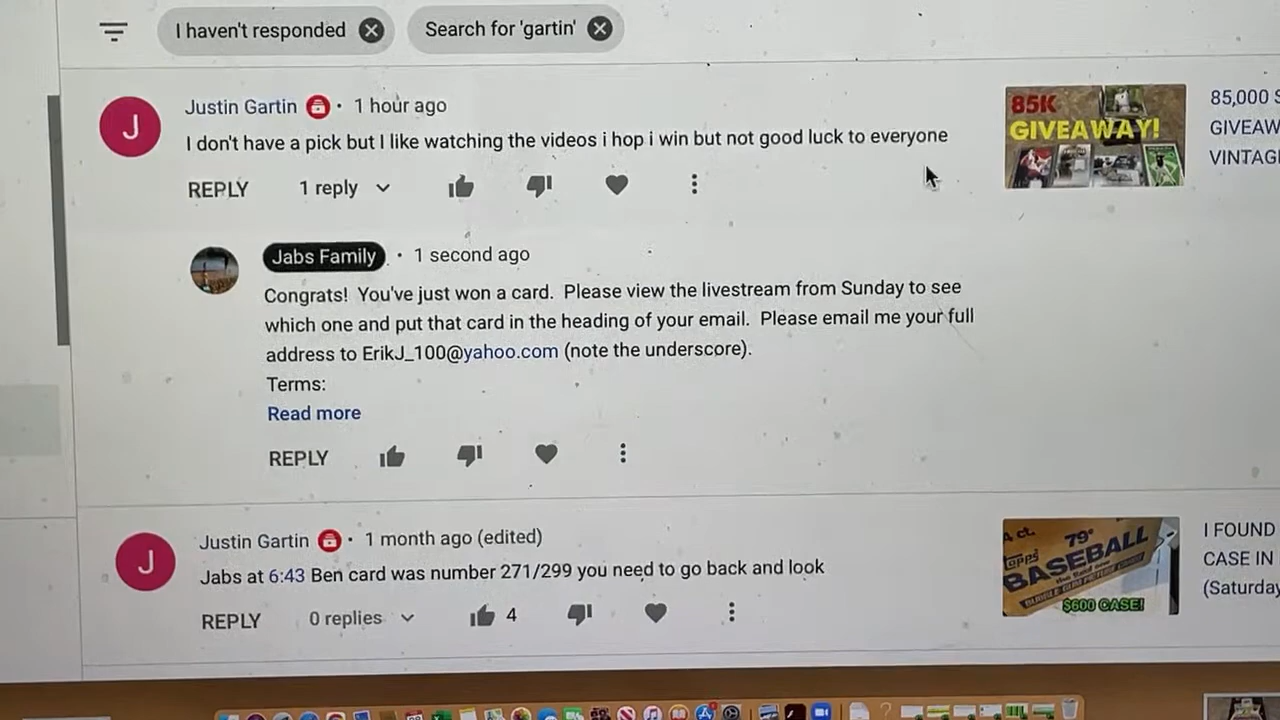 I haven't responded
Search for 'gartin'
Justin Gartin · 1 hour ago
I don't have a pick but I like watching the videos i hop i win but not good luck to everyone
REPLY 1 reply
85K
GIVEAWAY!
85,000
GIVEAW
VINTAG
Jabs Family · 1 second ago
Congrats! You've just won a card. Please view the livestream from Sunday to see
which one and put that card in the heading of your email. Please email me your full
address to ErikJ_100@yahoo.com (note the underscore).
Terms:
Read more
REPLY
Justin Gartin · 1 month ago (edited)
Jabs at 6:43 Ben card was number 271/299 you need to go back and look
REPLY 0 replies 4
ct.
79¢
topps
BASEBALL
$600 CASE!
I FOUND
CASE IN
(Saturday